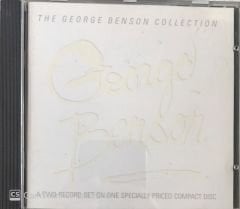 THE GEORGE BENSON COLLECTION
George
Benson
A TWO-RECORD SET ON ONE SPECIALLY PRICED COMPACT DISC